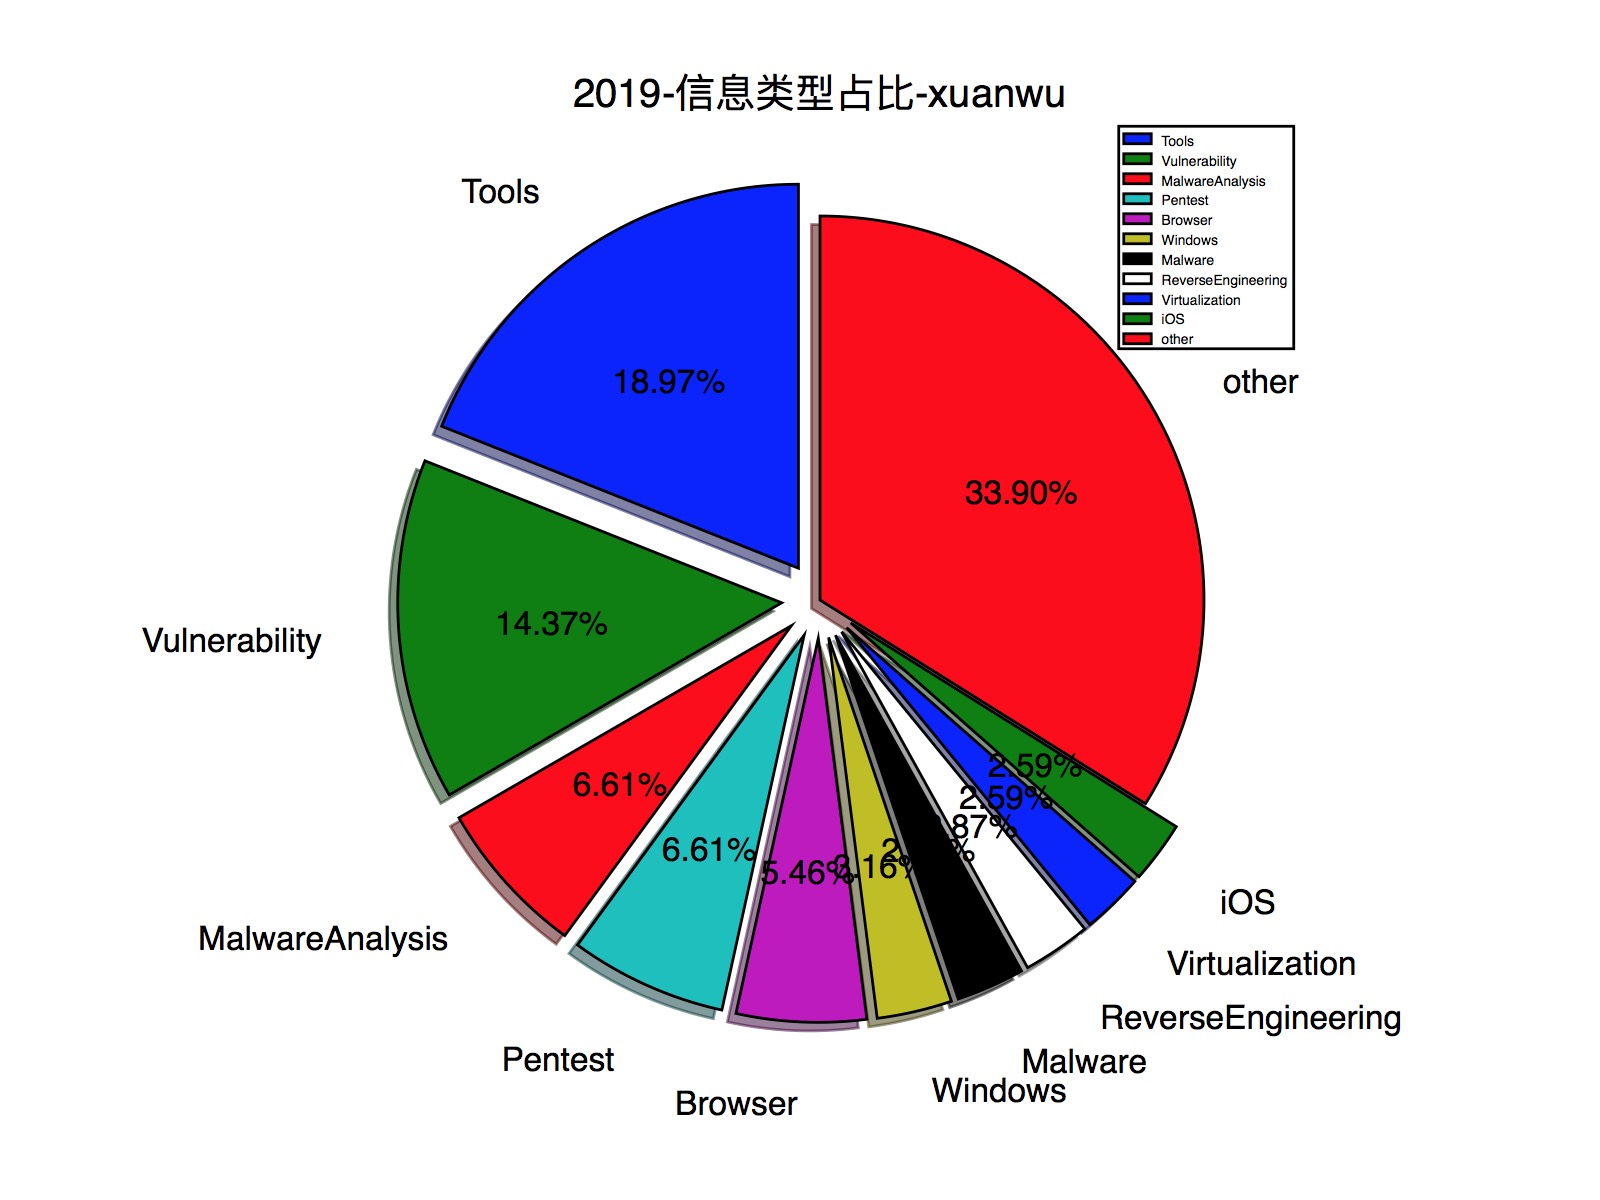 2019-信息类型占比-xuanwu
Tools
Vulnerability
MalwareAnalysis
Pentest
Browser
Windows
Malware
ReverseEngineering
Virtualization
iOS
other
Tools
other
18.97%
33.90%
Vulnerability
14.37%
6.61%
6.61%
5.46%
3.16%
2.59%
2.59%
MalwareAnalysis
iOS
Virtualization
ReverseEngineering
Malware
Windows
Pentest
Browser